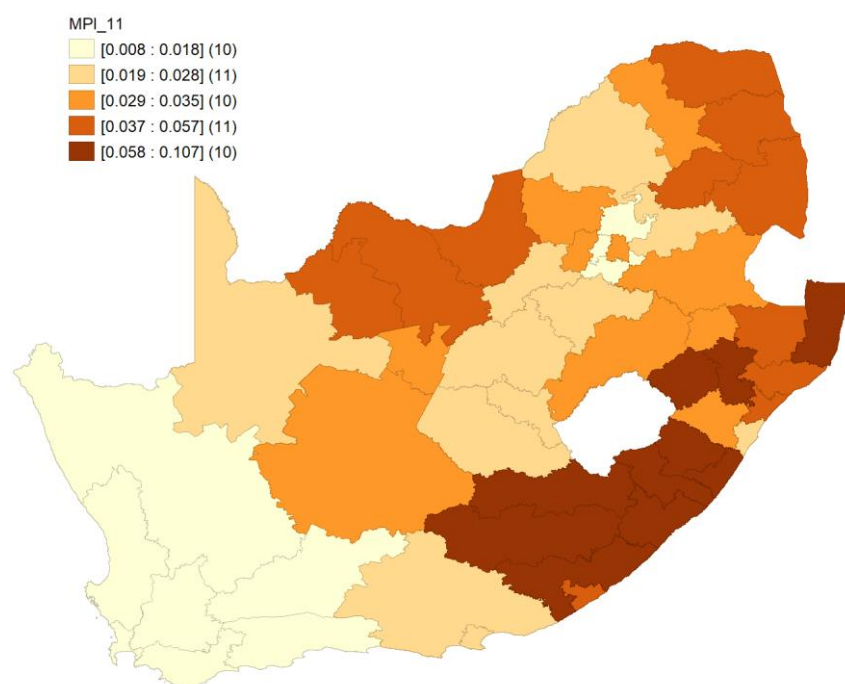 MPI_11
[0.008 : 0.018] (10)
[0.019 : 0.028] (11)
[0.029 : 0.035] (10)
[0.037 : 0.057] (11)
[0.058 : 0.107] (10)